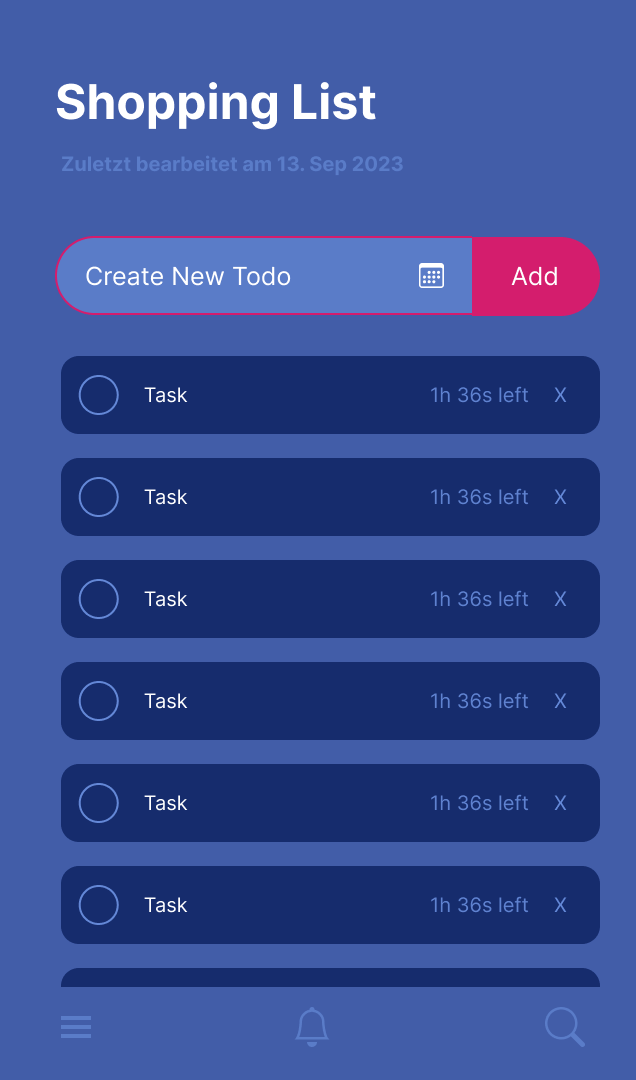 Shopping List
Zuletzt bearbeitet am 13. Sep 2023
Create New Todo Add
Task 1h 36s left X
Task 1h 36s left X
Task 1h 36s left X
Task 1h 36s left X
Task 1h 36s left X
Task 1h 36s left X